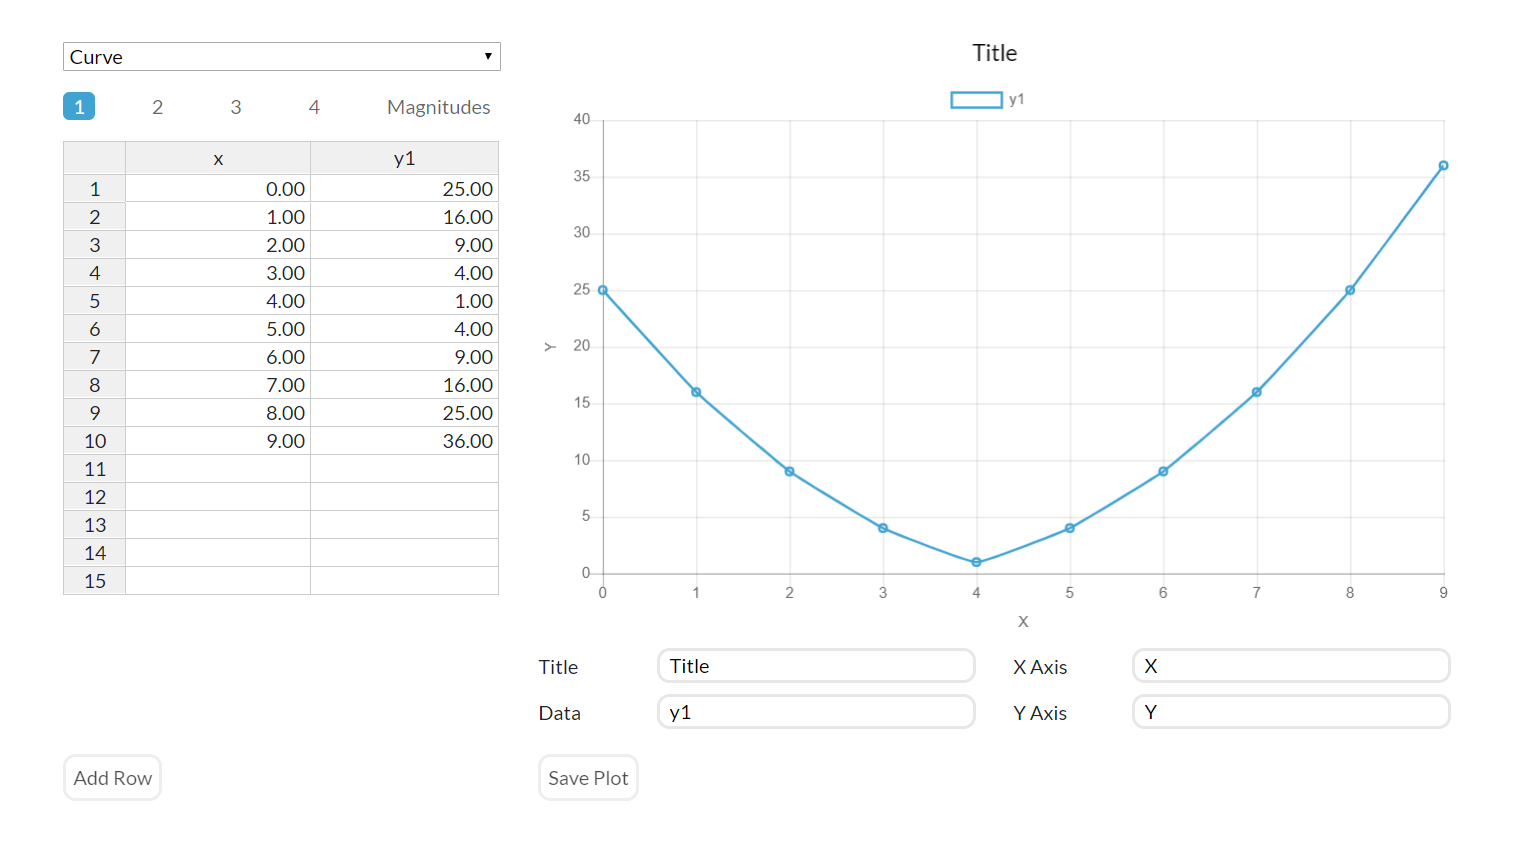 Curve
1 2 3 4 Magnitudes
x y1
1 0.00 25.00
2 1.00 16.00
3 2.00 9.00
4 3.00 4.00
5 4.00 1.00
6 5.00 4.00
7 6.00 9.00
8 7.00 16.00
9 8.00 25.00
10 9.00 36.00
11
12
13
14
15
Add Row
Title
y1
40
35
30
25
20
15
10
5
0
Y
0 1 2 3 4 5 6 7 8 9
X
Title Title X Axis X
Data y1 Y Axis Y
Save Plot